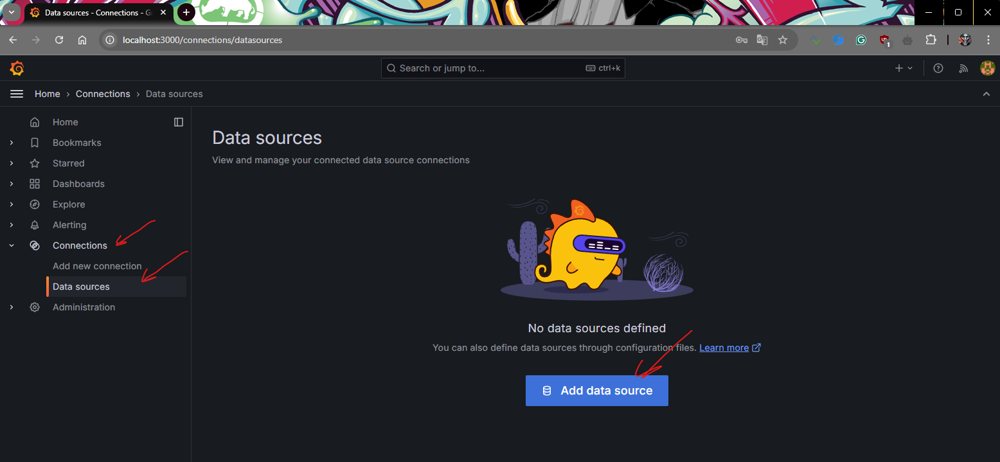 Data sources - Connections - G
localhost:3000/connections/datasources
1
Search or jump to...
ctrl+k
Home
Connections
Data sources
Home
Bookmarks
Starred
Dashboards
Explore
Alerting
Connections
Add new connection
Data sources
Administration
Data sources
View and manage your connected data source connections
No data sources defined
You can also define data sources through configuration files. Learn more
Add data source